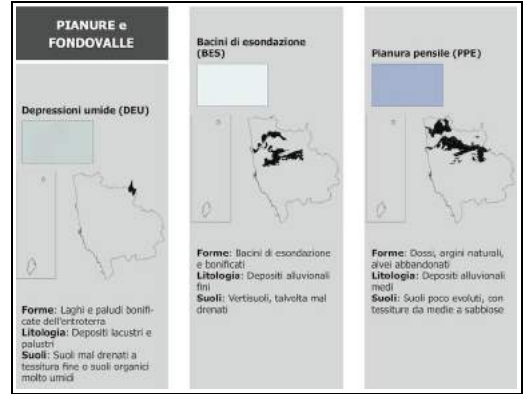 PIANURE e
FONDOVALLE
Depressioni umide (DEU)
Forme: Laghi e paludi bonifi-
cate dell'entroterra
Litologia: Depositi lacustri e
palustri
Suoli: Suoli mal drenati a
tessitura fine o suoli organici
molto umidi
Bacini di esondazione
(BES)
Forme: Bacini di esondazione
e bonificati
Litologia: Depositi alluvionali
fini
Suoli: Vertisuoli, talvolta mal
drenati
Pianura pensile (PPE)
Forme: Dossi, argini naturali,
alvei abbandonati
Litologia: Depositi alluvionali
medi
Suoli: Suoli poco evoluti, con
tessiture da medie a sabbiose